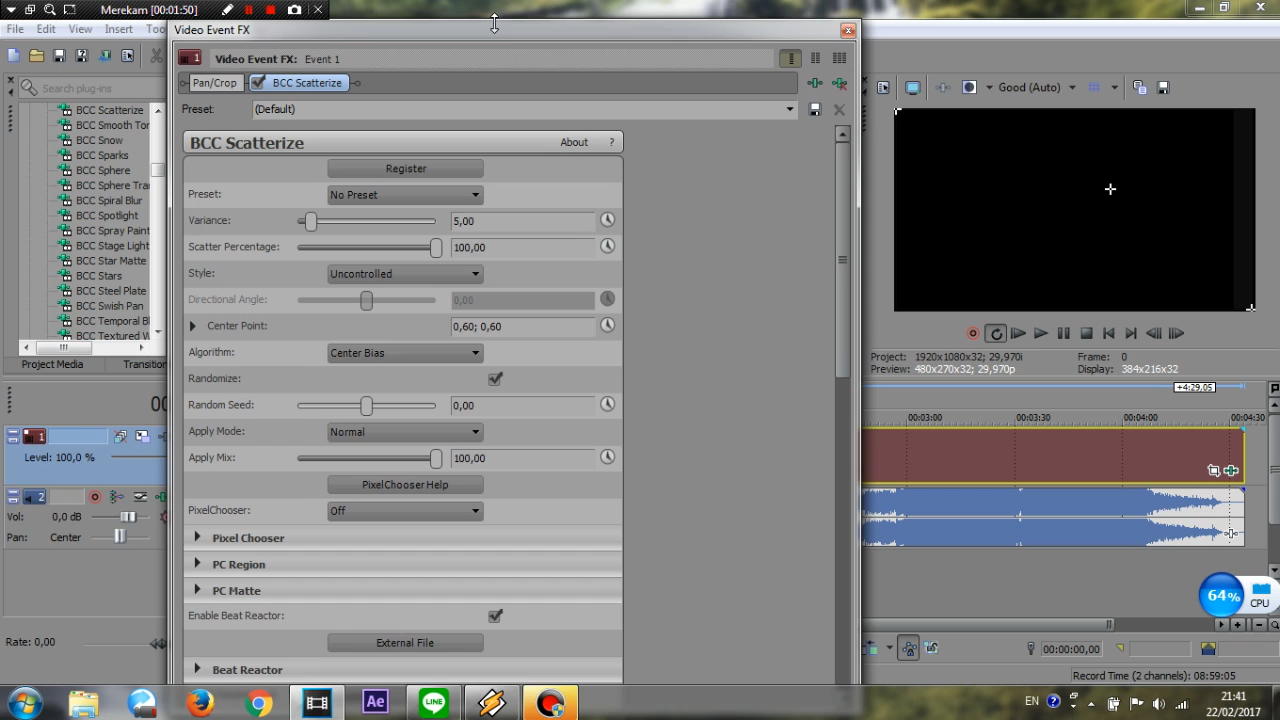 Merekam [00:01:50]
File Edit View Insert Too
Video Event FX
Video Event FX: Event 1
Pan/Crop BCC Scatterize
Preset: (Default)
Search plug-ins
BCC Scatterize
BCC Smooth Tor
BCC Snow
BCC Sparks
BCC Sphere
BCC Sphere Tra
BCC Spiral Blur
BCC Spotlight
BCC Spray Paint
BCC Stage Light
BCC Star Matte
BCC Stars
BCC Steel Plate
BCC Swish Pan
BCC Temporal Bl
BCC Textured W
Project Media Transition
BCC Scatterize About ?
Register
Preset: No Preset
Variance: 5,00
Scatter Percentage: 100,00
Style: Uncontrolled
Directional Angle: 0,00
Center Point: 0,60; 0,60
Algorithm: Center Bias
Randomize:
Random Seed: 0,00
Apply Mode: Normal
Apply Mix: 100,00
PixelChooser Help
PixelChooser: Off
Pixel Chooser
PC Region
PC Matte
Enable Beat Reactor:
External File
Beat Reactor
Good (Auto)
Project: 1920x1080x32; 29,970i
Preview: 480x270x32; 29,970p
Frame: 0
Display: 384x216x32
+4:29,05
00:03:00 00:03:30 00:04:00 00:04:30
00
1
Level: 100,0 %
2
Vol: 0,0 dB
Pan: Center
Rate: 0,00
64% CPU
00:00:00,00
Record Time (2 channels): 08:59:05
Ae
LINE
EN
21:41
22/02/2017